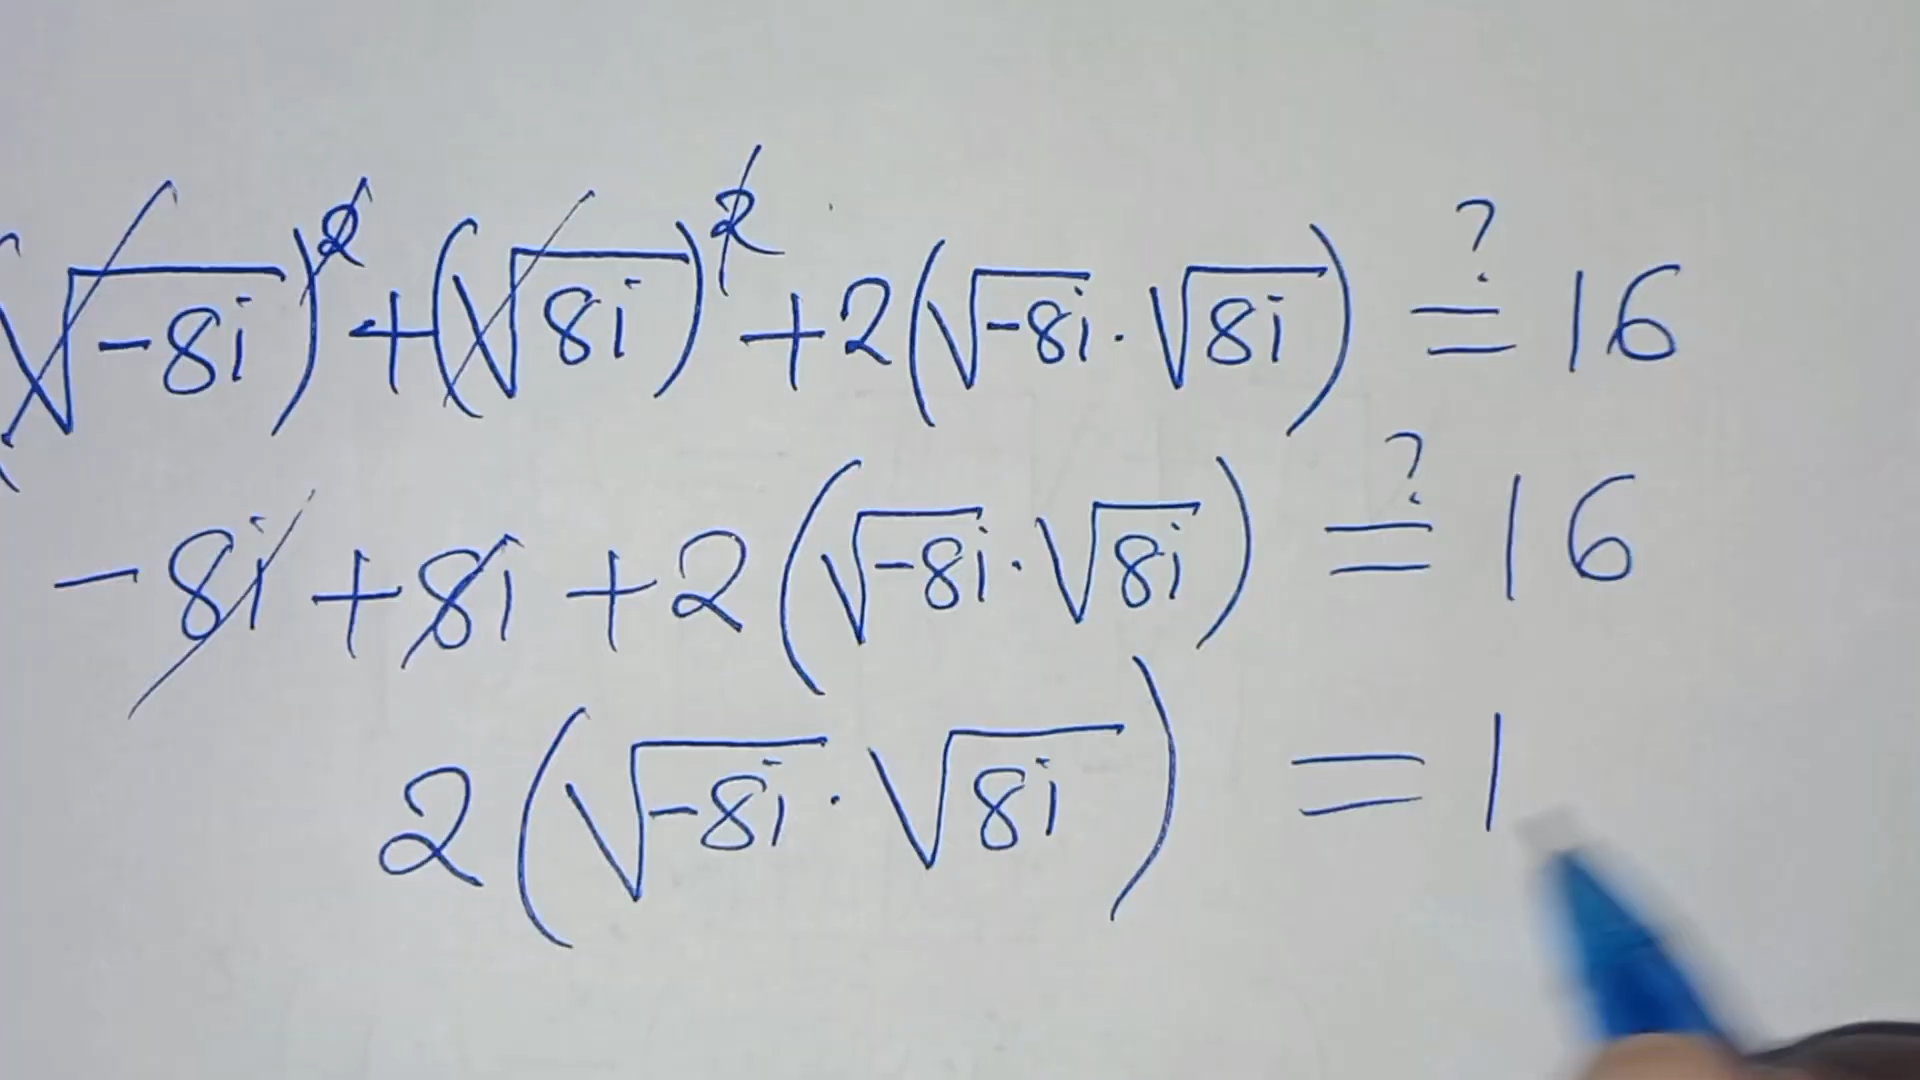 (√-8i)² + (√8i)² + 2(√-8i · √8i) ?= 16
-8i + 8i + 2(√-8i · √8i) ?= 16
2(√-8i · √8i) = 1